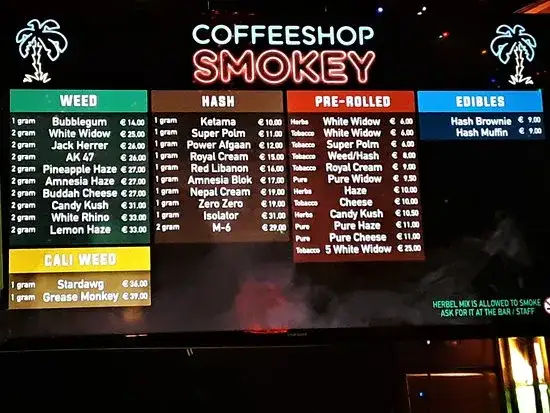 COFFEESHOP
SMOKEY
WEED
1 gram Bubblegum € 14.00
2 gram White Widow € 25.00
2 gram Jack Herrer € 26.00
2 gram AK 47 € 26.00
2 gram Pineapple Haze € 27.00
2 gram Amnesia Haze € 27.00
2 gram Buddah Cheese € 27.00
2 gram Candy Kush € 31.00
2 gram White Rhino € 33.00
2 gram Lemon Haze € 33.00
CALI WEED
1 gram Stardawg € 36.00
1 gram Grease Monkey € 39.00
HASH
1 gram Ketama € 10.00
1 gram Super Polm € 11.00
1 gram Power Afgaan € 12.00
1 gram Royal Cream € 15.00
1 gram Red Libanon € 16.00
1 gram Amnesia Blok € 17.00
1 gram Nepal Cream € 19.00
1 gram Zero Zero € 19.00
1 gram Isolator € 31.00
2 gram M-6 € 29.00
PRE-ROLLED
Herbs White Widow € 6.00
Tobacco White Widow € 6.00
Tobacco Super Polm € 6.00
Tobacco Weed/Hash € 8.00
Tobacco Royal Cream € 9.00
Pure Pure Widow € 9.50
Herbs Haze € 10.00
Tobacco Cheese € 10.00
Herbs Candy Kush € 10.50
Pure Pure Haze € 11.00
Pure Pure Cheese € 11.00
Tobacco 5 White Widow € 25.00
EDIBLES
Hash Brownie € 9.00
Hash Muffin € 9.00
HERBEL MIX IS ALLOWED TO SMOKE
ASK FOR IT AT THE BAR / STAFF